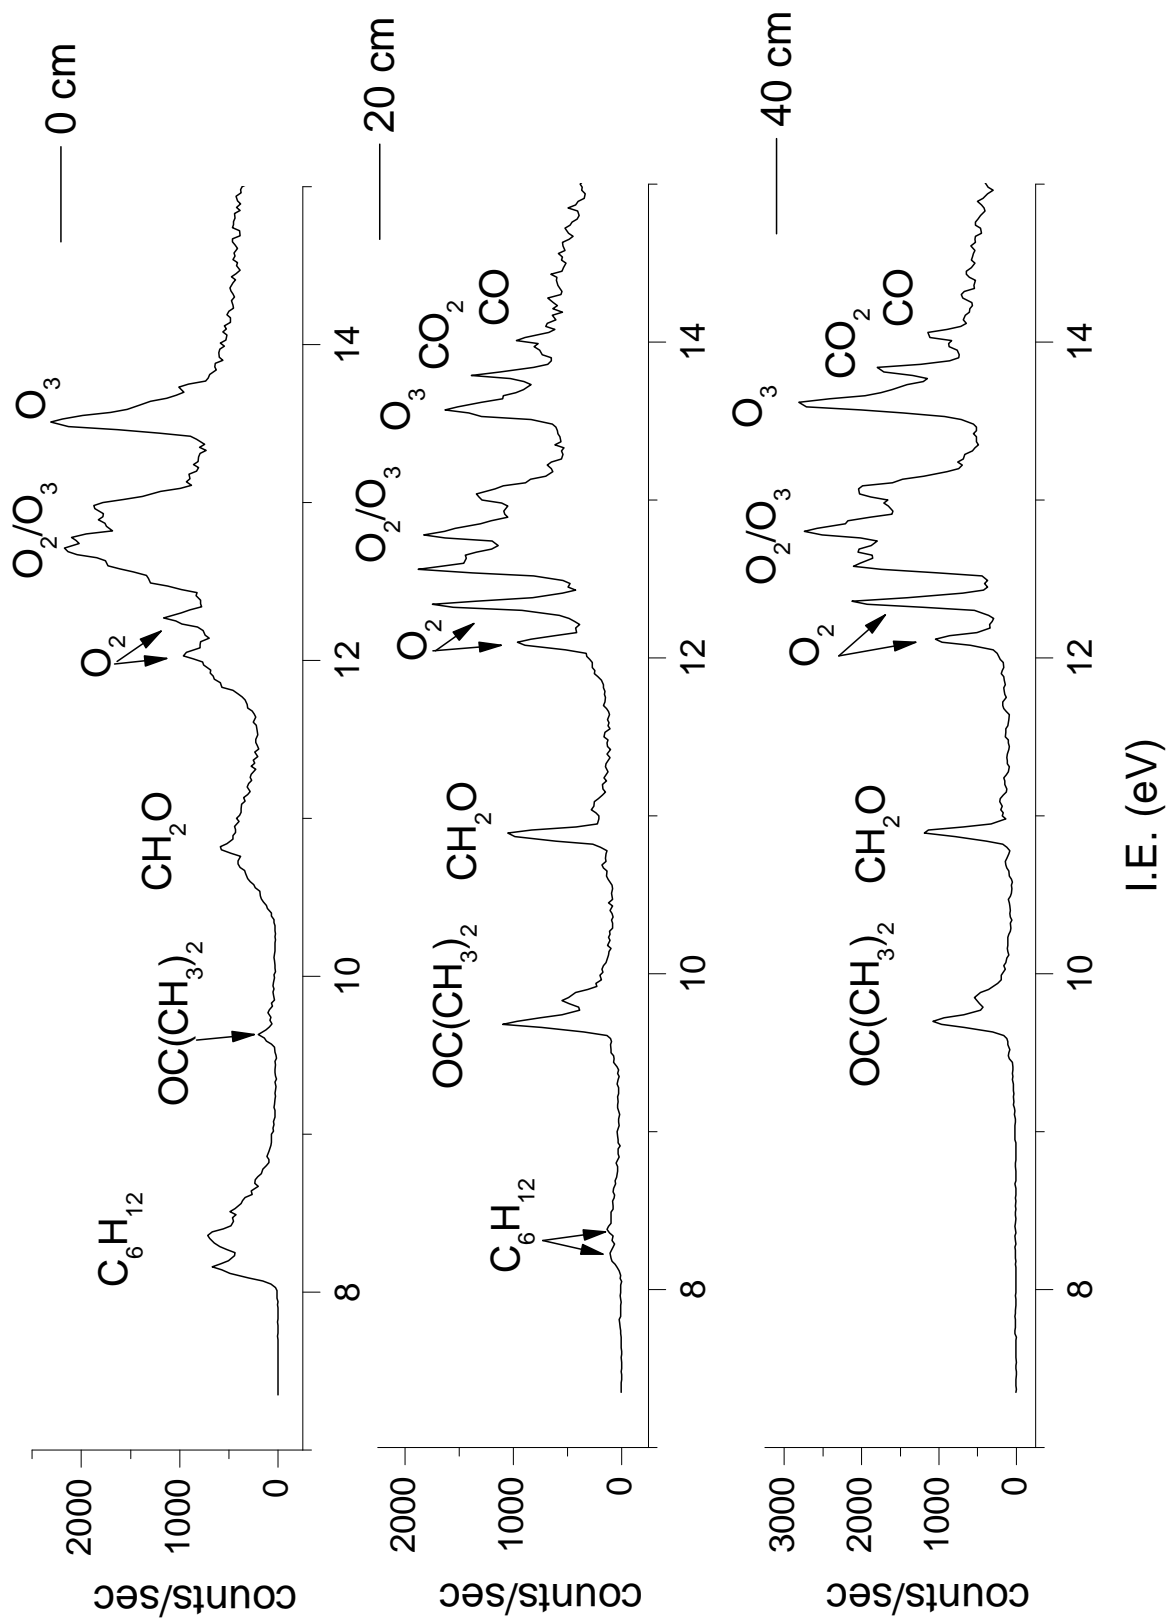 0 cm
C₆H₁₂
OC(CH₃)₂
CH₂O
O₂
O₂/O₃
O₃
counts/sec
2000
1000
0
8
10
12
14
20 cm
C₆H₁₂
OC(CH₃)₂
CH₂O
O₂
O₂/O₃
O₃
CO₂
CO
counts/sec
2000
1000
0
8
10
12
14
40 cm
OC(CH₃)₂
CH₂O
O₂
O₂/O₃
O₃
CO₂
CO
counts/sec
3000
2000
1000
0
8
10
12
14
I.E. (eV)